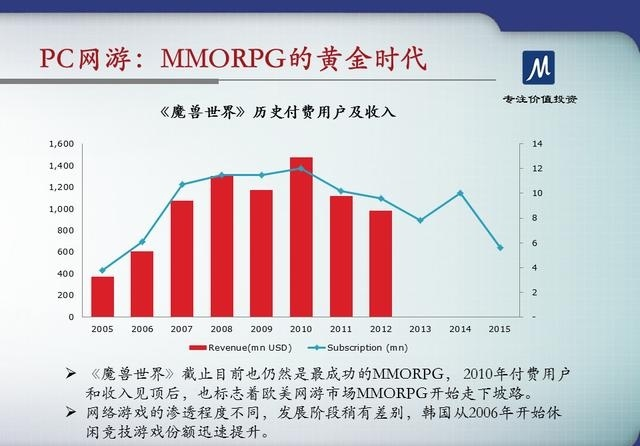 PC网游：MMORPG的黄金时代
M
专注价值投资
《魔兽世界》历史付费用户及收入
1,600
1,400
1,200
1,000
800
600
400
200
0
14
12
10
8
6
4
2
-
2005 2006 2007 2008 2009 2010 2011 2012 2013 2014 2015
Revenue(mn USD) Subscription (mn)
➢ 《魔兽世界》截止目前也仍然是最成功的MMORPG，2010年付费用户
和收入见顶后，也标志着欧美网游市场MMORPG开始走下坡路。
➢ 网络游戏的渗透程度不同，发展阶段稍有差别，韩国从2006年开始休
闲竞技游戏份额迅速提升。